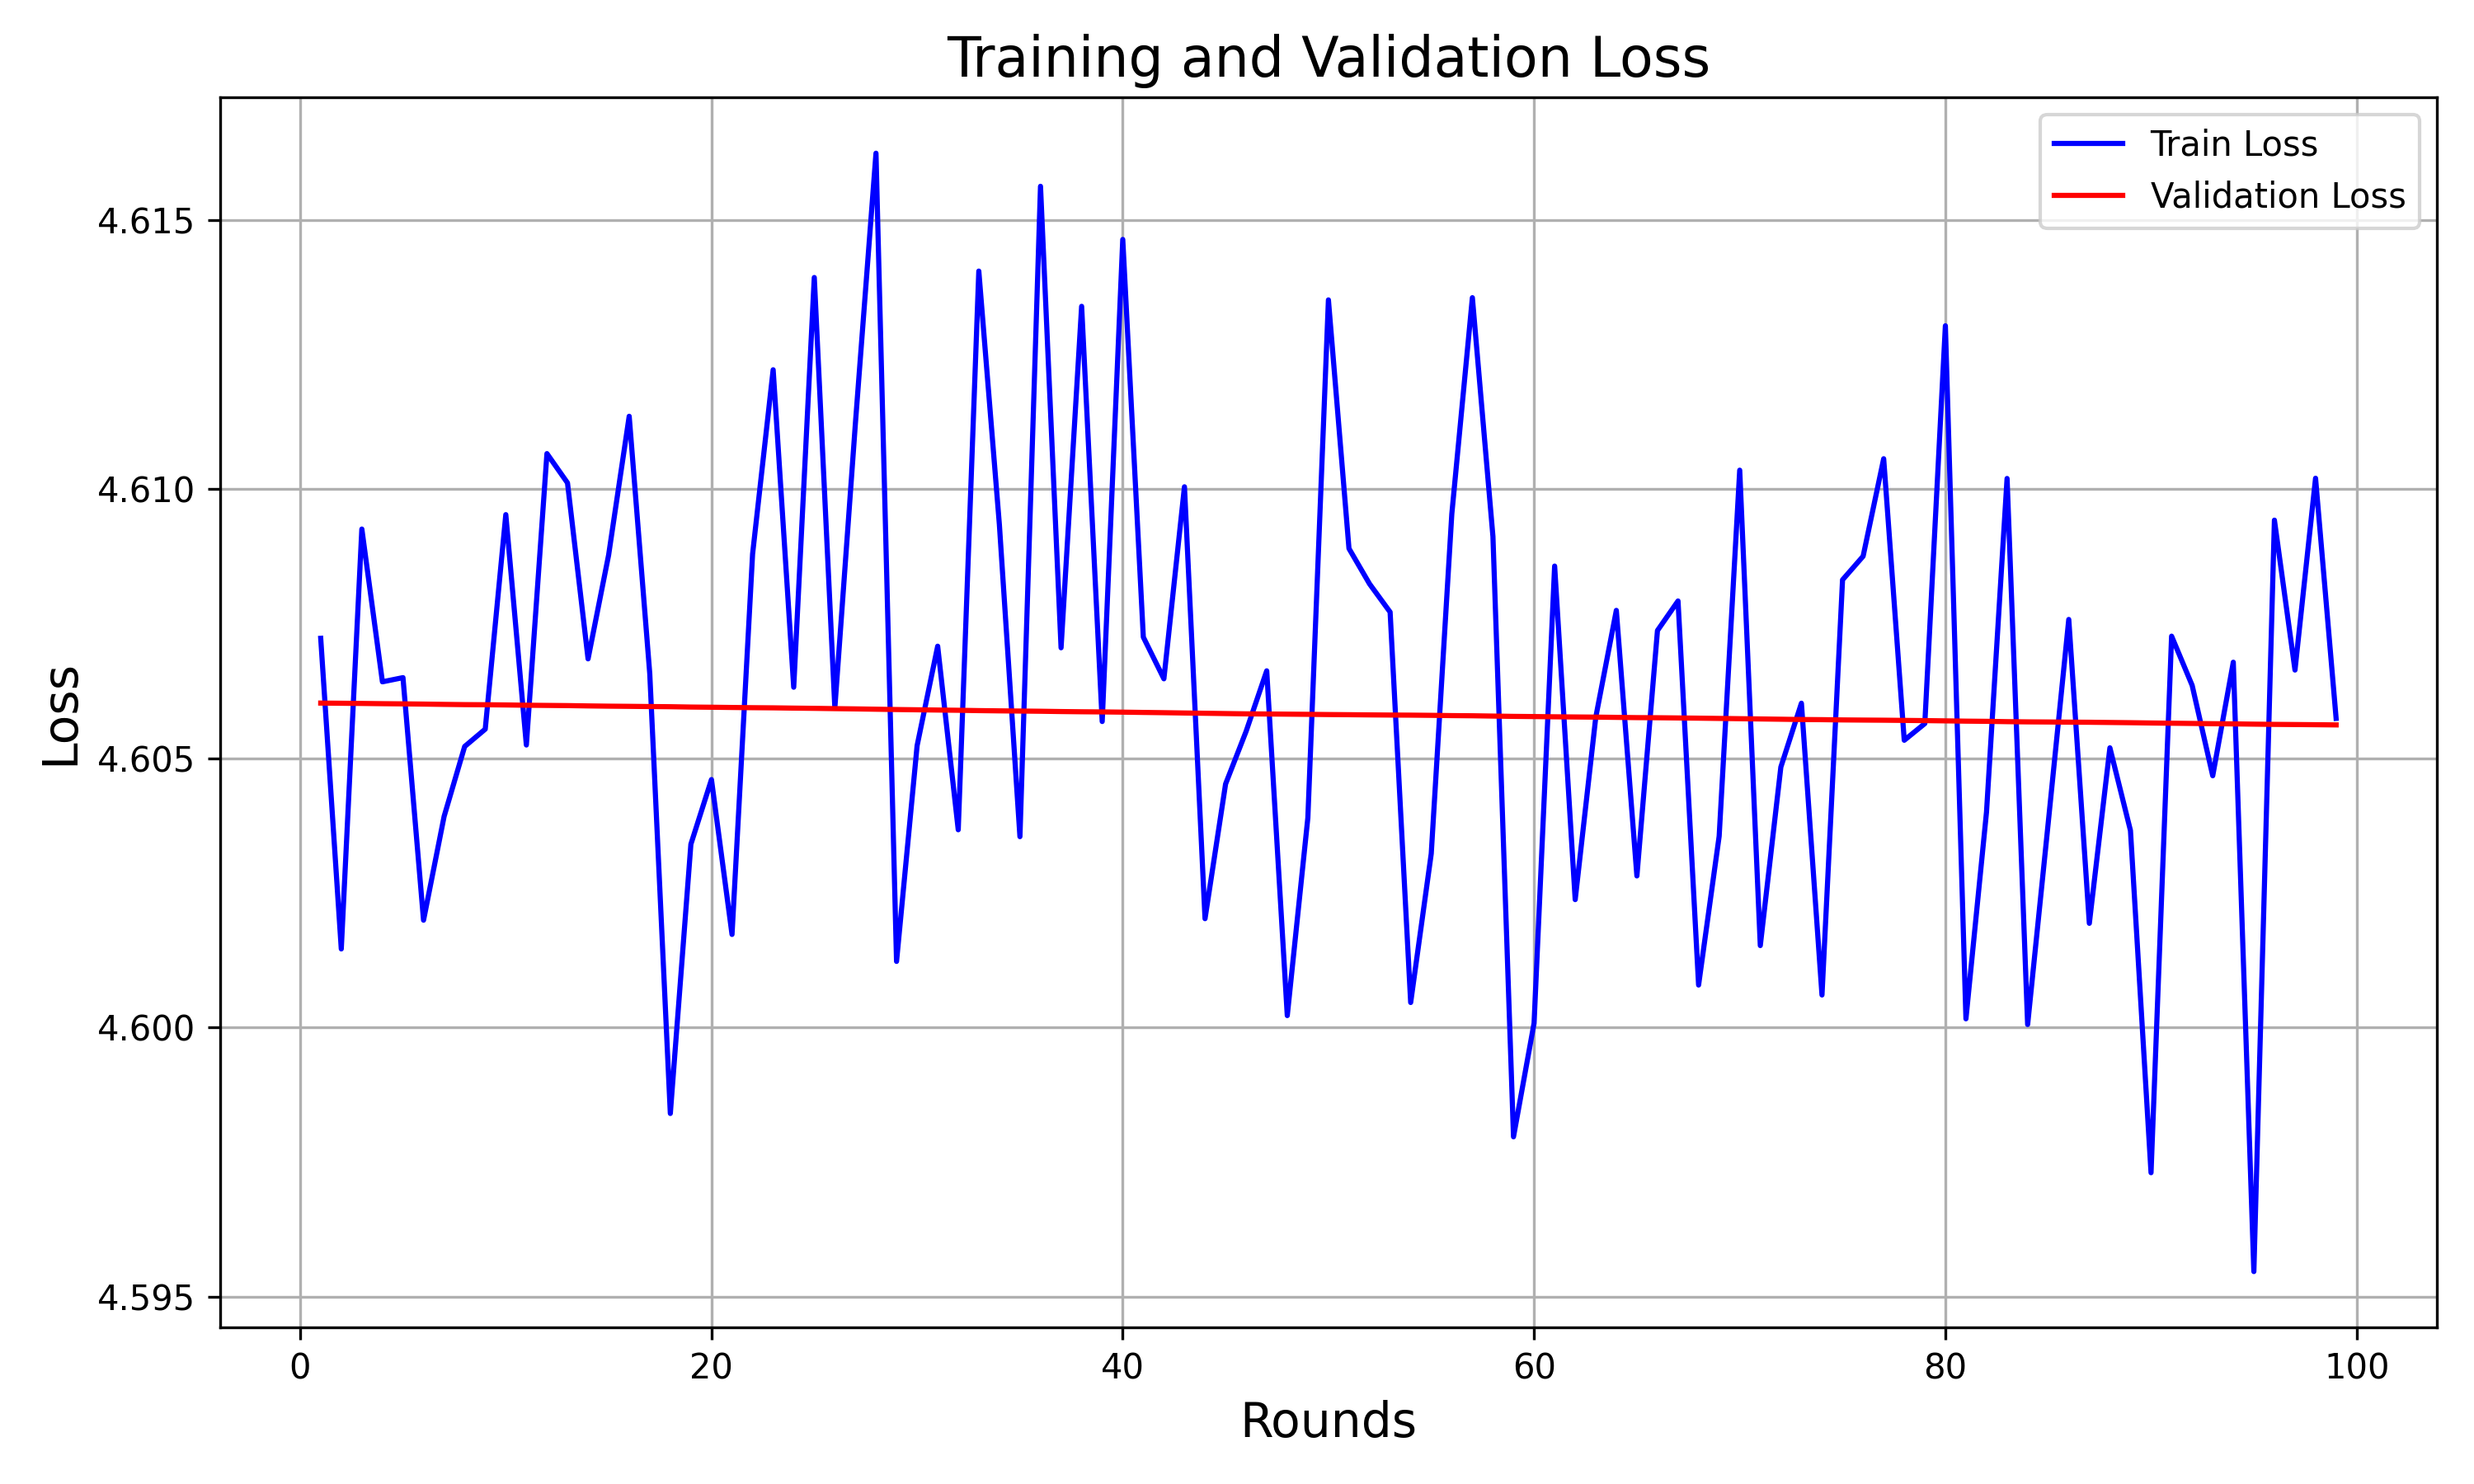 Training and Validation Loss
Train Loss
Validation Loss
4.615
4.610
4.605
4.600
4.595
Loss
0 20 40 60 80 100
Rounds